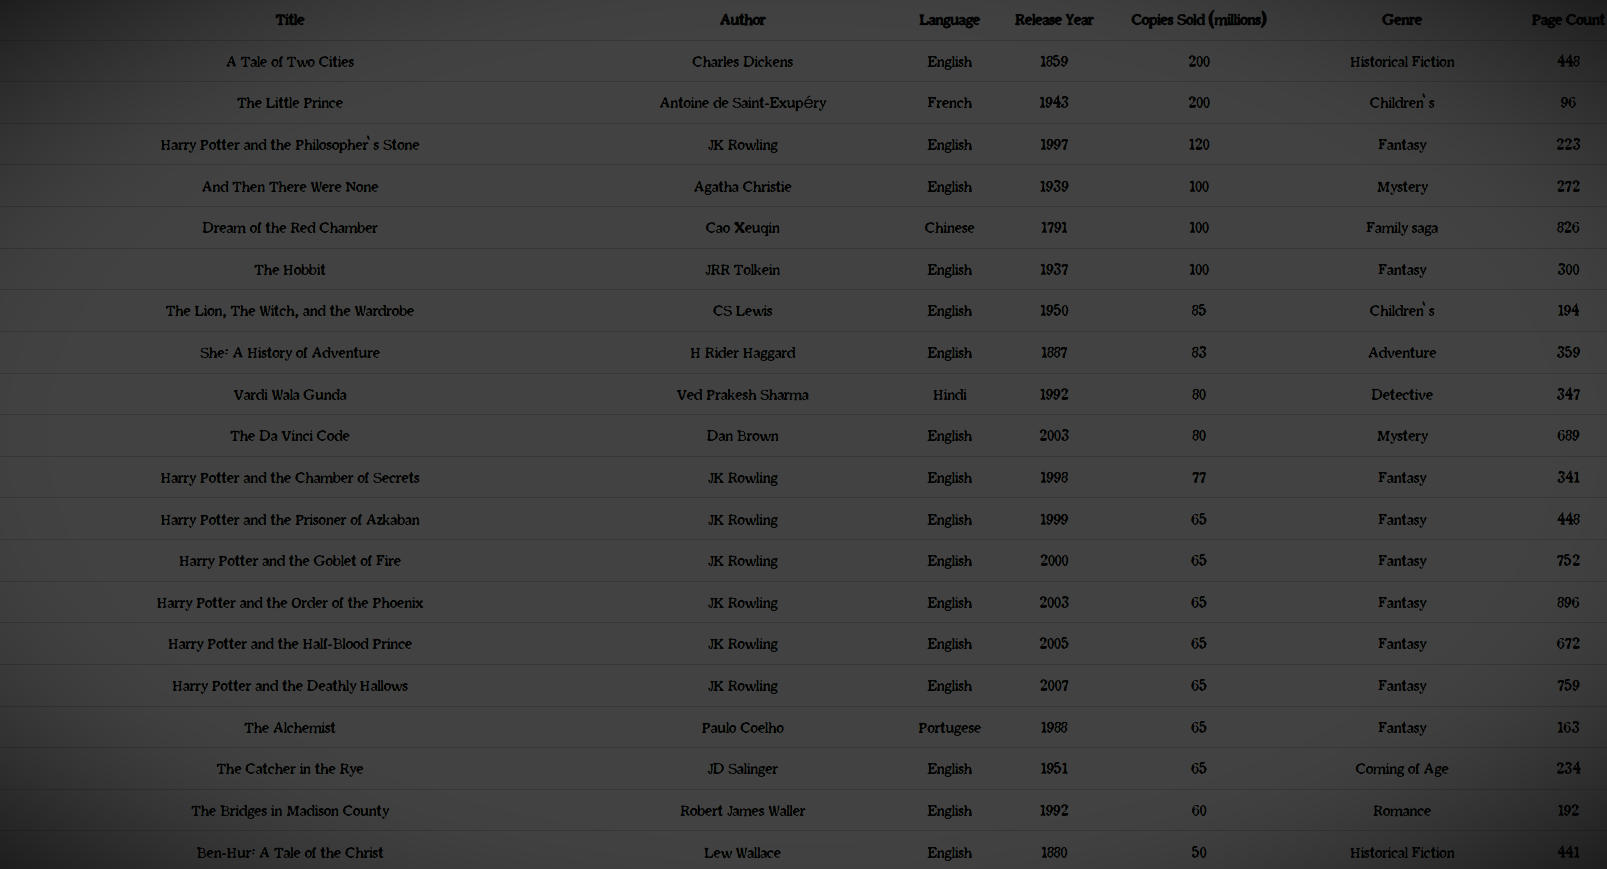 Title Author Language Release Year Copies Sold (millions) Genre Page Count
A Tale of Two Cities Charles Dickens English 1859 200 Historical Fiction 448
The Little Prince Antoine de Saint-Exupéry French 1943 200 Children`s 96
Harry Potter and the Philosopher`s Stone JK Rowling English 1997 120 Fantasy 223
And Then There Were None Agatha Christie English 1939 100 Mystery 272
Dream of the Red Chamber Cao Xeuqin Chinese 1791 100 Family saga 826
The Hobbit JRR Tolkein English 1937 100 Fantasy 300
The Lion, The Witch, and the Wardrobe CS Lewis English 1950 85 Children`s 194
She: A History of Adventure H Rider Haggard English 1887 83 Adventure 359
Vardi Wala Gunda Ved Prakesh Sharma Hindi 1992 80 Detective 347
The Da Vinci Code Dan Brown English 2003 80 Mystery 689
Harry Potter and the Chamber of Secrets JK Rowling English 1998 77 Fantasy 341
Harry Potter and the Prisoner of Azkaban JK Rowling English 1999 65 Fantasy 448
Harry Potter and the Goblet of Fire JK Rowling English 2000 65 Fantasy 752
Harry Potter and the Order of the Phoenix JK Rowling English 2003 65 Fantasy 896
Harry Potter and the Half-Blood Prince JK Rowling English 2005 65 Fantasy 672
Harry Potter and the Deathly Hallows JK Rowling English 2007 65 Fantasy 759
The Alchemist Paulo Coelho Portugese 1988 65 Fantasy 163
The Catcher in the Rye JD Salinger English 1951 65 Coming of Age 234
The Bridges in Madison County Robert James Waller English 1992 60 Romance 192
Ben-Hur: A Tale of the Christ Lew Wallace English 1880 50 Historical Fiction 441